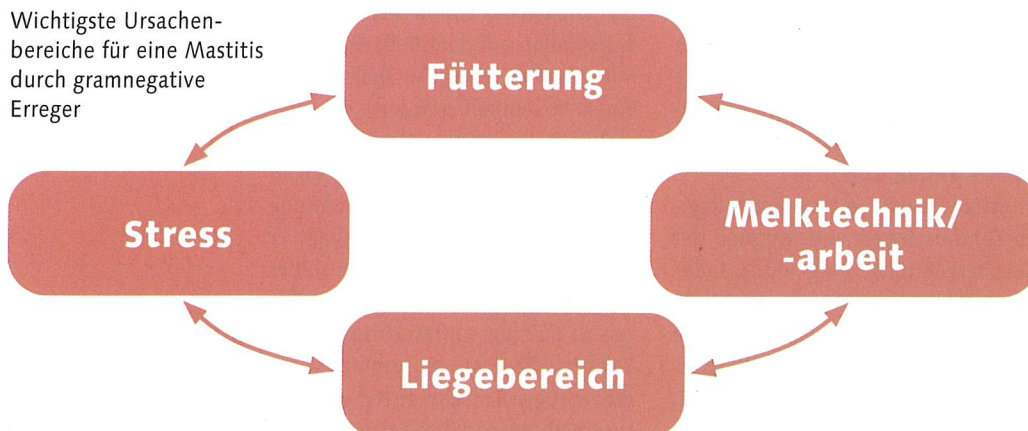 Wichtigste Ursachen-
bereiche für eine Mastitis
durch gramnegative
Erreger
Fütterung
Stress
Melktechnik/
-arbeit
Liegebereich